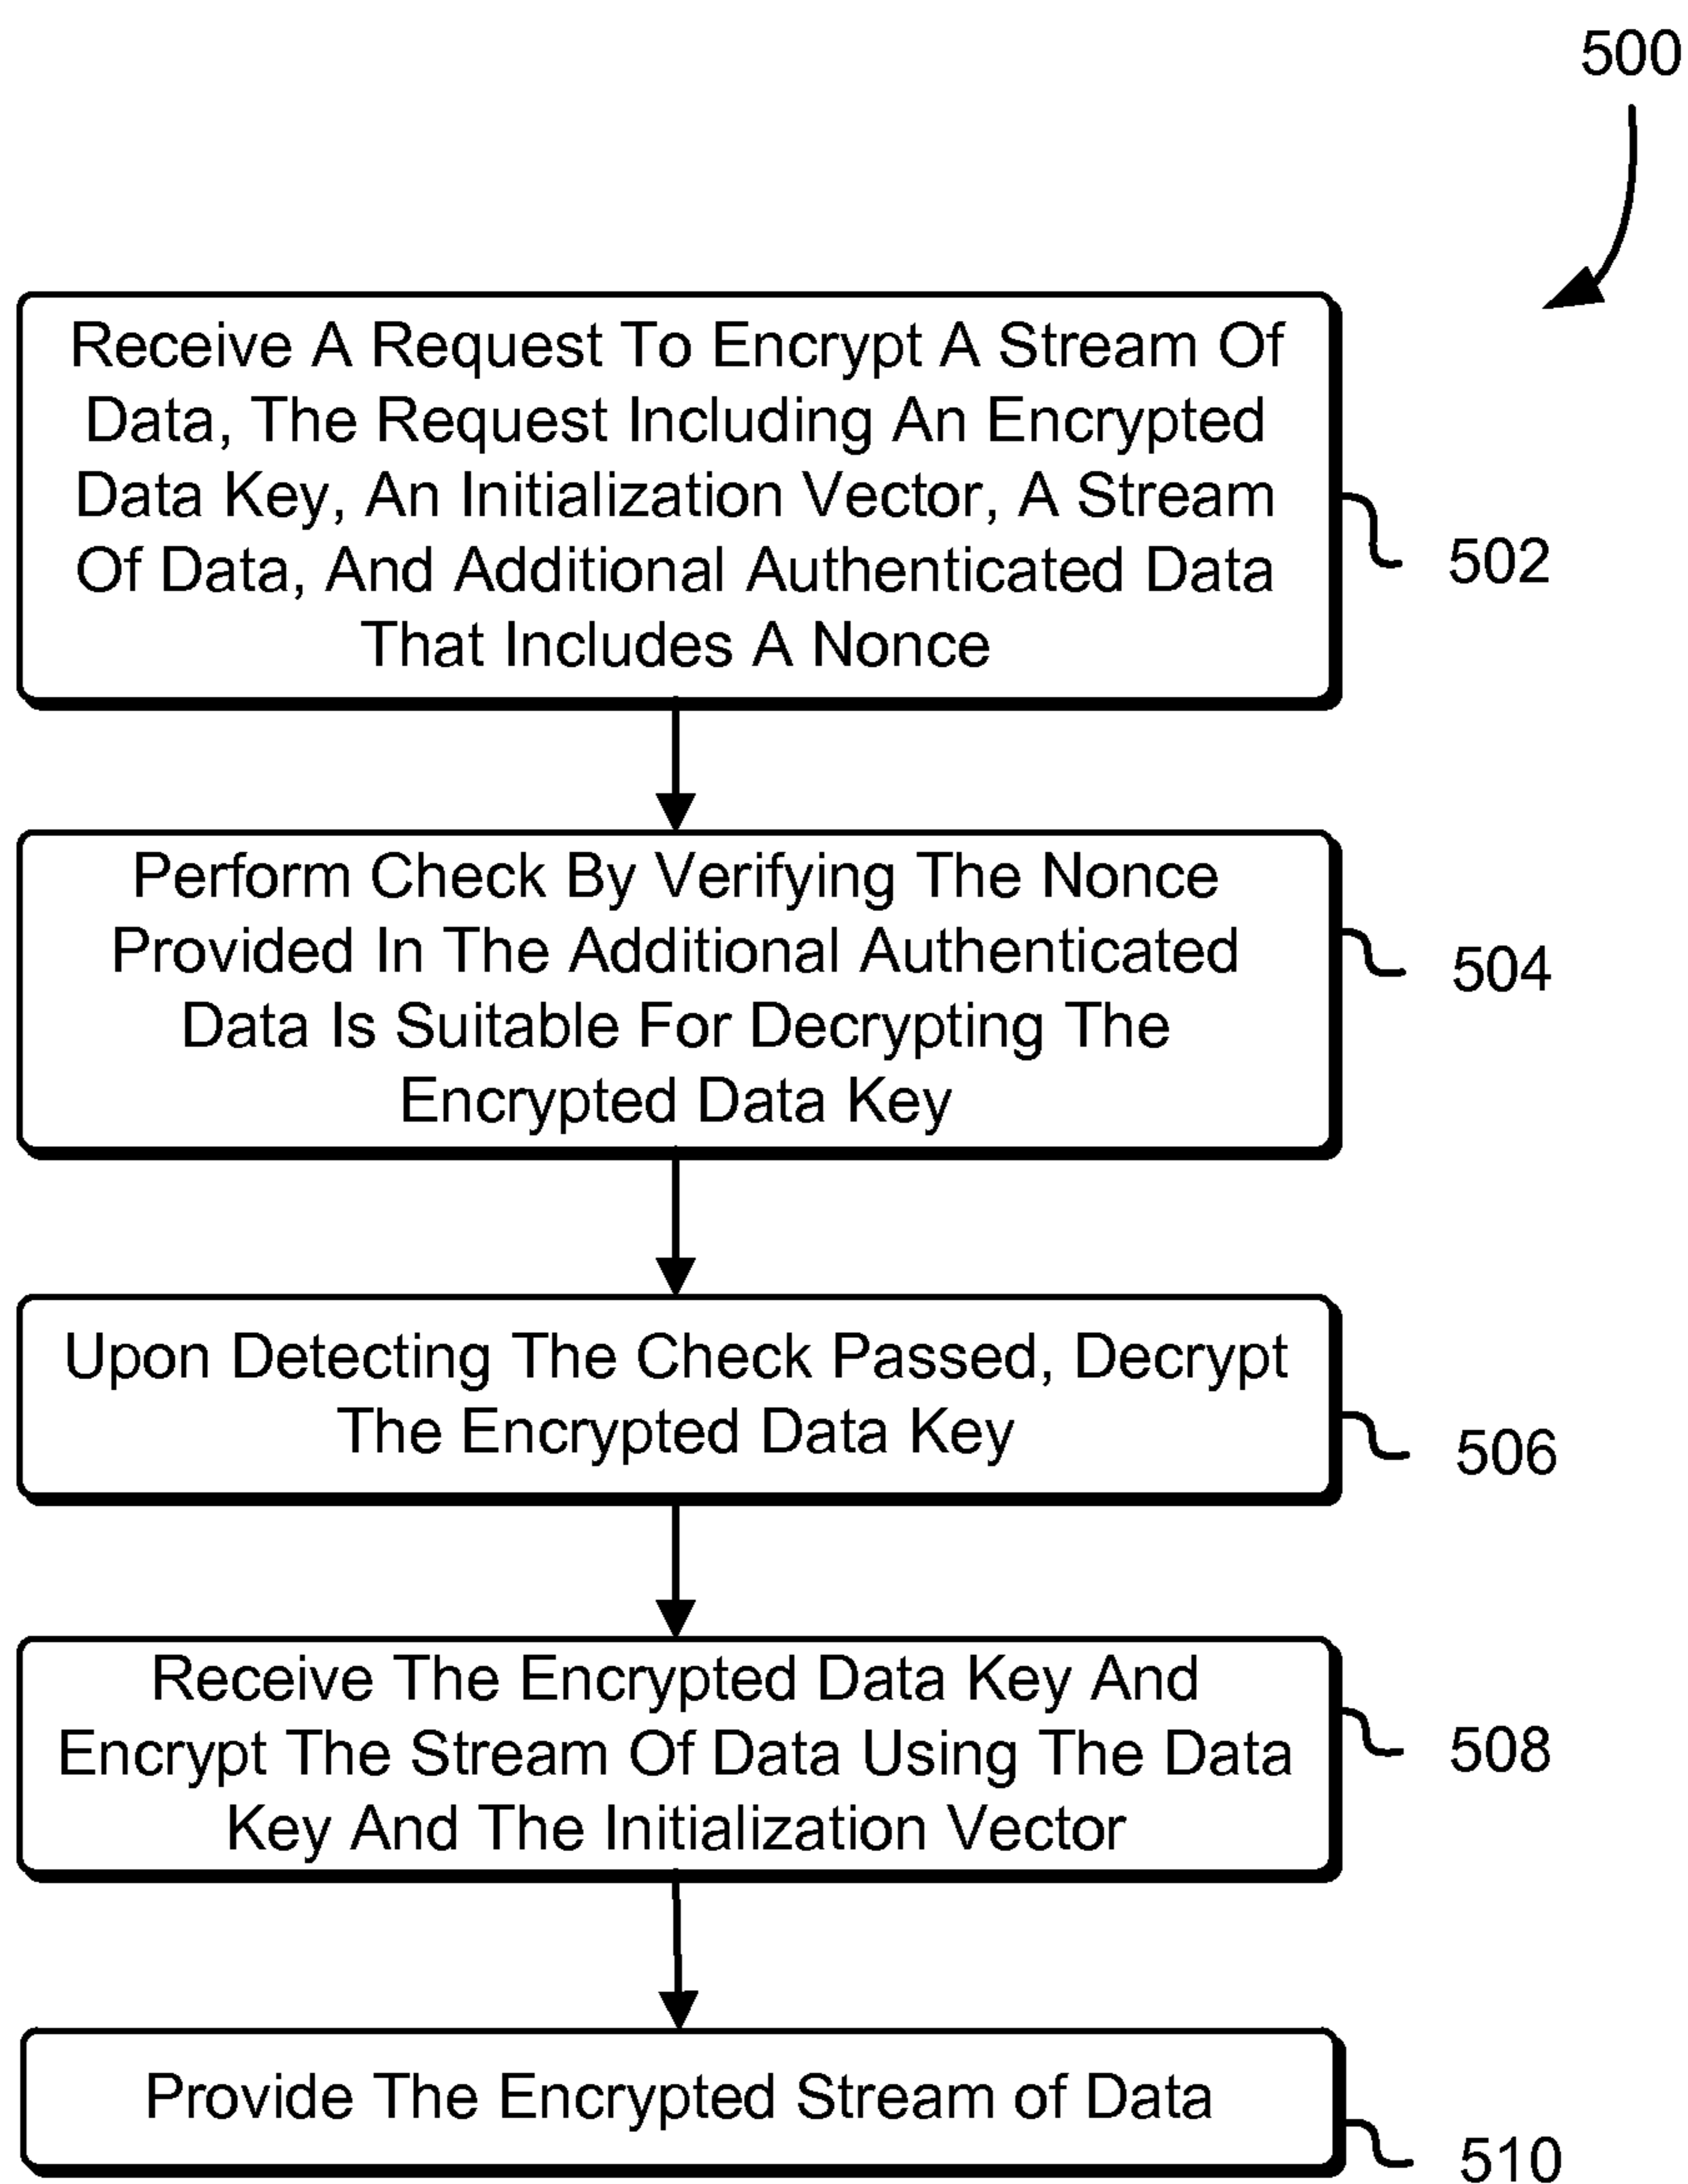 500
Receive A Request To Encrypt A Stream Of
Data, The Request Including An Encrypted
Data Key, An Initialization Vector, A Stream
Of Data, And Additional Authenticated Data
That Includes A Nonce
502
Perform Check By Verifying The Nonce
Provided In The Additional Authenticated
Data Is Suitable For Decrypting The
Encrypted Data Key
504
Upon Detecting The Check Passed, Decrypt
The Encrypted Data Key
506
Receive The Encrypted Data Key And
Encrypt The Stream Of Data Using The Data
Key And The Initialization Vector
508
Provide The Encrypted Stream of Data
510